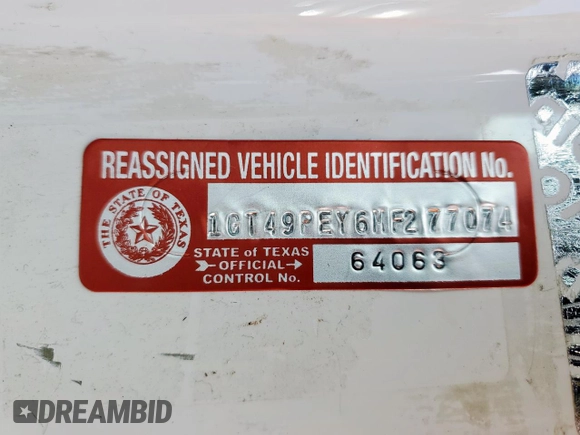 REASSIGNED VEHICLE IDENTIFICATION No.
THE STATE OF TEXAS
1GT49PEY6MF277074
STATE of TEXAS
OFFICIAL
CONTROL No.
64063
DREAMBID